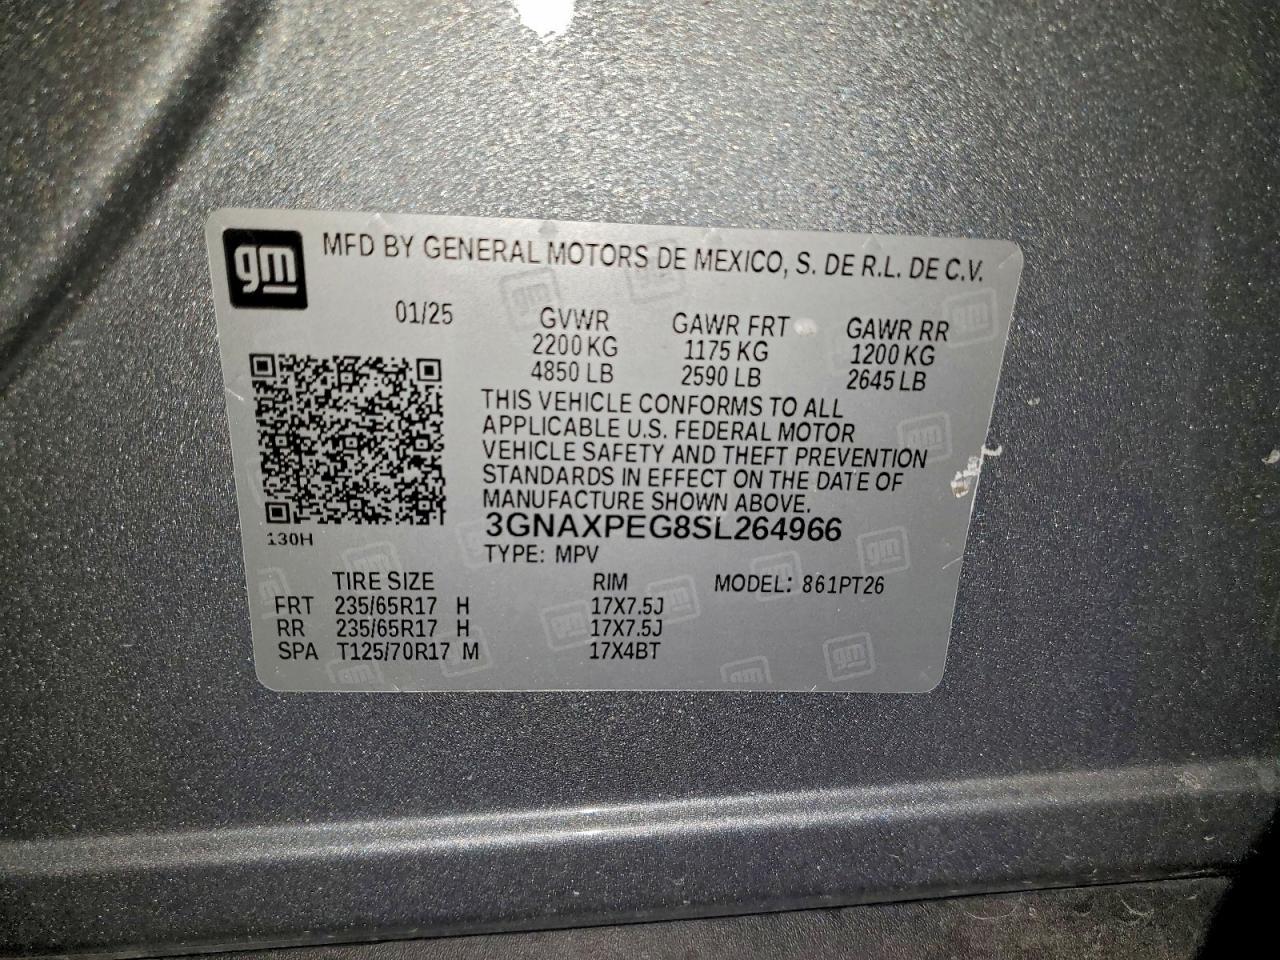 gm
MFD BY GENERAL MOTORS DE MEXICO, S. DE R.L. DE C.V.
01/25
GVWR
2200 KG
4850 LB
GAWR FRT
1175 KG
2590 LB
GAWR RR
1200 KG
2645 LB
THIS VEHICLE CONFORMS TO ALL
APPLICABLE U.S. FEDERAL MOTOR
VEHICLE SAFETY AND THEFT PREVENTION
STANDARDS IN EFFECT ON THE DATE OF
MANUFACTURE SHOWN ABOVE.
3GNAXPEG8SL264966
130H
TYPE: MPV
TIRE SIZE RIM MODEL: 861PT26
FRT 235/65R17 H 17X7.5J
RR 235/65R17 H 17X7.5J
SPA T125/70R17 M 17X4BT